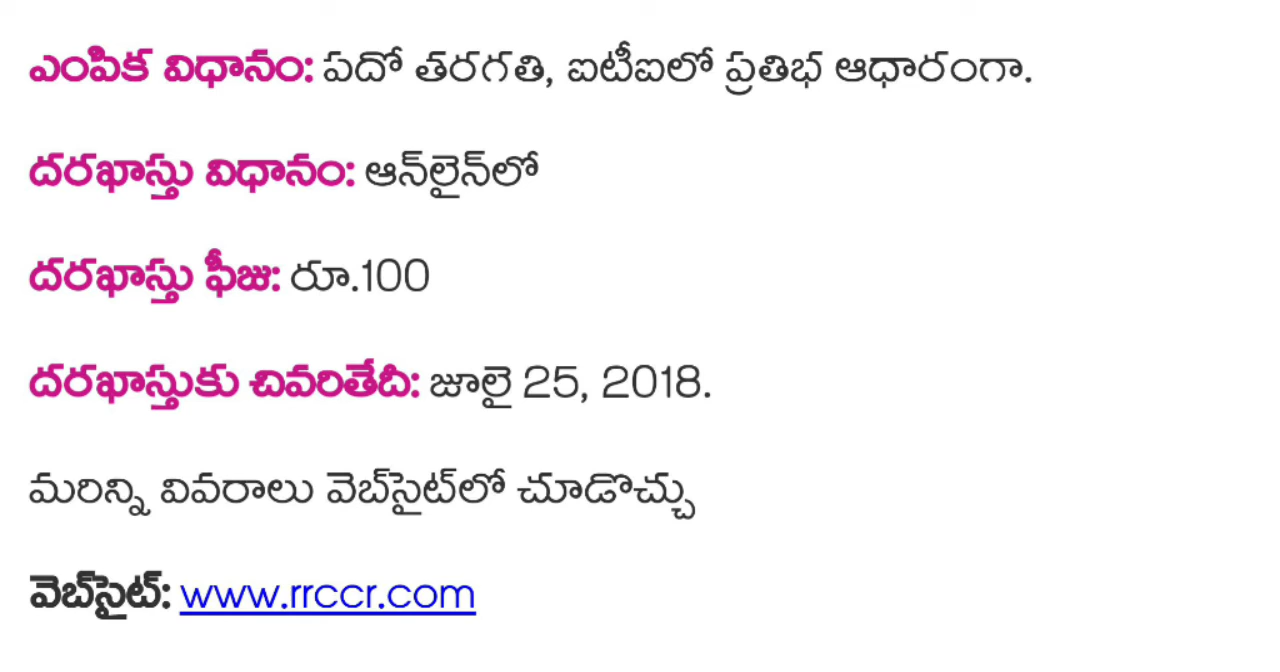 ఎంపిక విధానం: పదో తరగతి, ఐటీఐలో ప్రతిభ ఆధారంగా.
దరఖాస్తు విధానం: ఆన్‌లైన్‌లో
దరఖాస్తు ఫీజు: రూ.100
దరఖాస్తుకు చివరితేది: జూలై 25, 2018.
మరిన్ని వివరాలు వెబ్‌సైట్‌లో చూడొచ్చు
వెబ్‌సైట్: www.rrccr.com